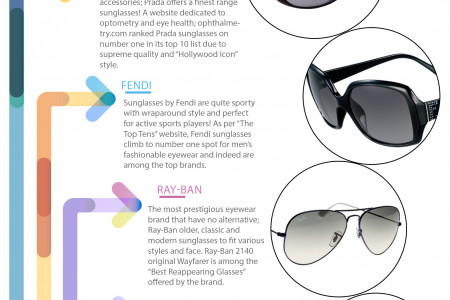 accessories; Prada offers a finest range
sunglasses! A website dedicated to
optometry and eye health; ophthalme-
try.com ranked Prada sunglasses on
number one in its top 10 list due to
supreme quality and “Hollywood Icon”
style.
FENDI
Sunglasses by Fendi are quite sporty
with wraparound style and perfect
for active sports players! As per “The
Top Tens” website, Fendi sunglasses
climb to number one spot for men’s
fashionable eyewear and indeed are
among the top brands.
RAY-BAN
The most prestigious eyewear
brand that have no alternative;
Ray-Ban older, classic and
modern sunglasses to fit various
styles and face. Ray-Ban 2140
original Wayfarer is among the
“Best Reappearing Glasses”
offered by the brand.